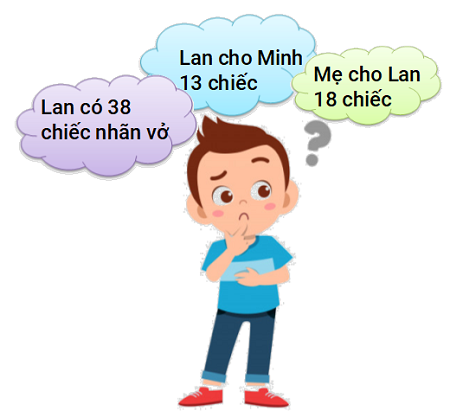 Lan có 38
chiếc nhãn vở
Lan cho Minh
13 chiếc
Mẹ cho Lan
18 chiếc
?